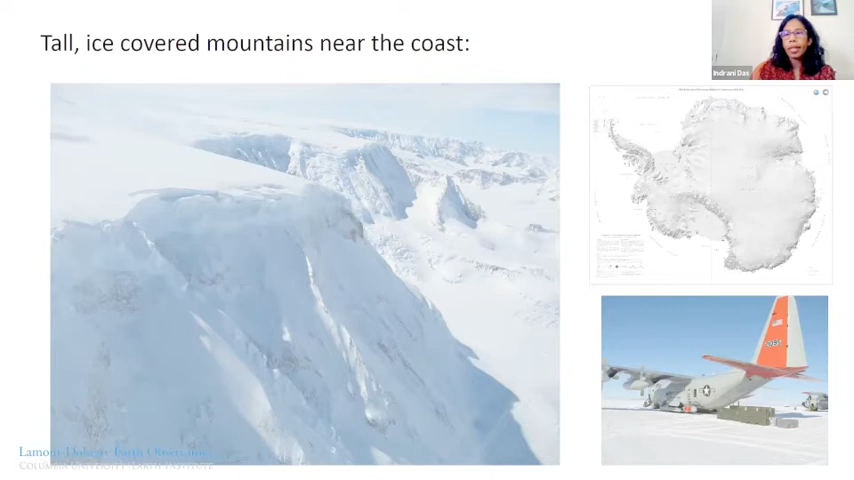 Tall, ice covered mountains near the coast:
Indrani Das
Lamont-Doherty Earth Observatory
COLUMBIA UNIVERSITY EARTH INSTITUTE